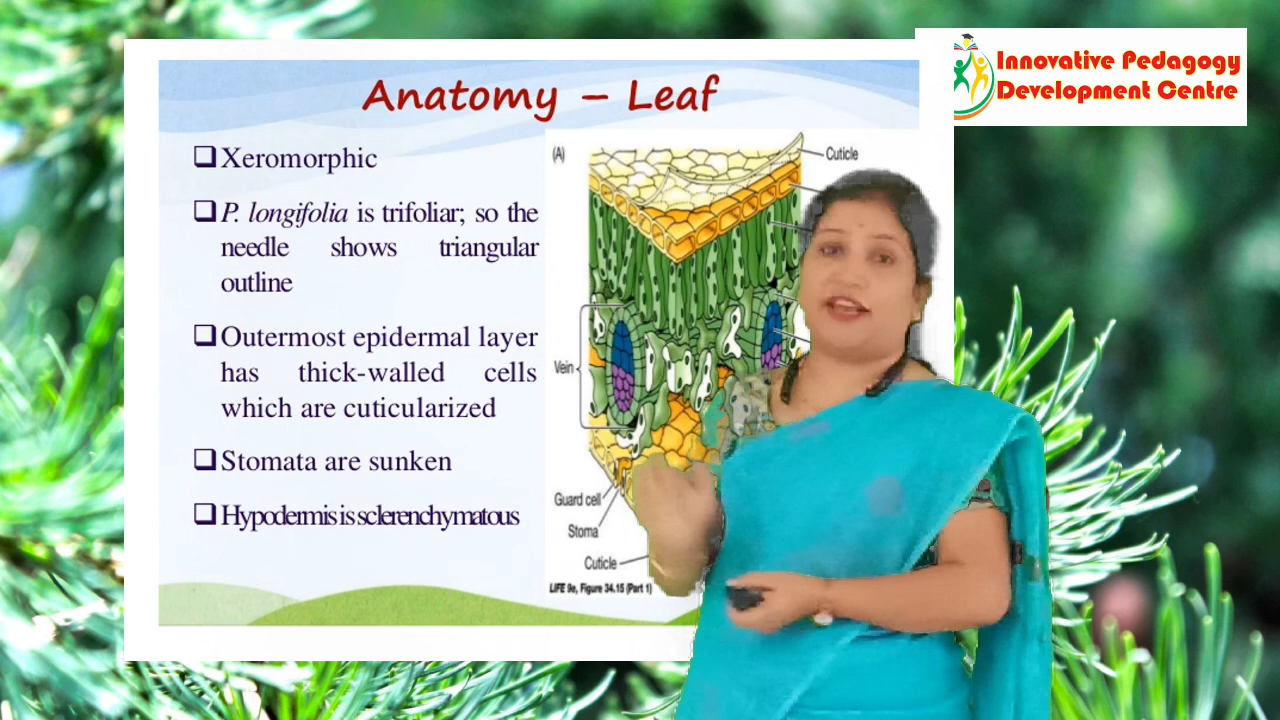 Innovative Pedagogy
Development Centre
Anatomy – Leaf
❑Xeromorphic
❑P. longifolia is trifoliar; so the
needle shows triangular
outline
❑Outermost epidermal layer
has thick-walled cells
which are cuticularized
❑Stomata are sunken
❑Hypodermis is sclerenchymatous
(A)
Cuticle
Vein
Guard cell
Stoma
Cuticle
LIFE 9e, Figure 34.15 (Part 1)